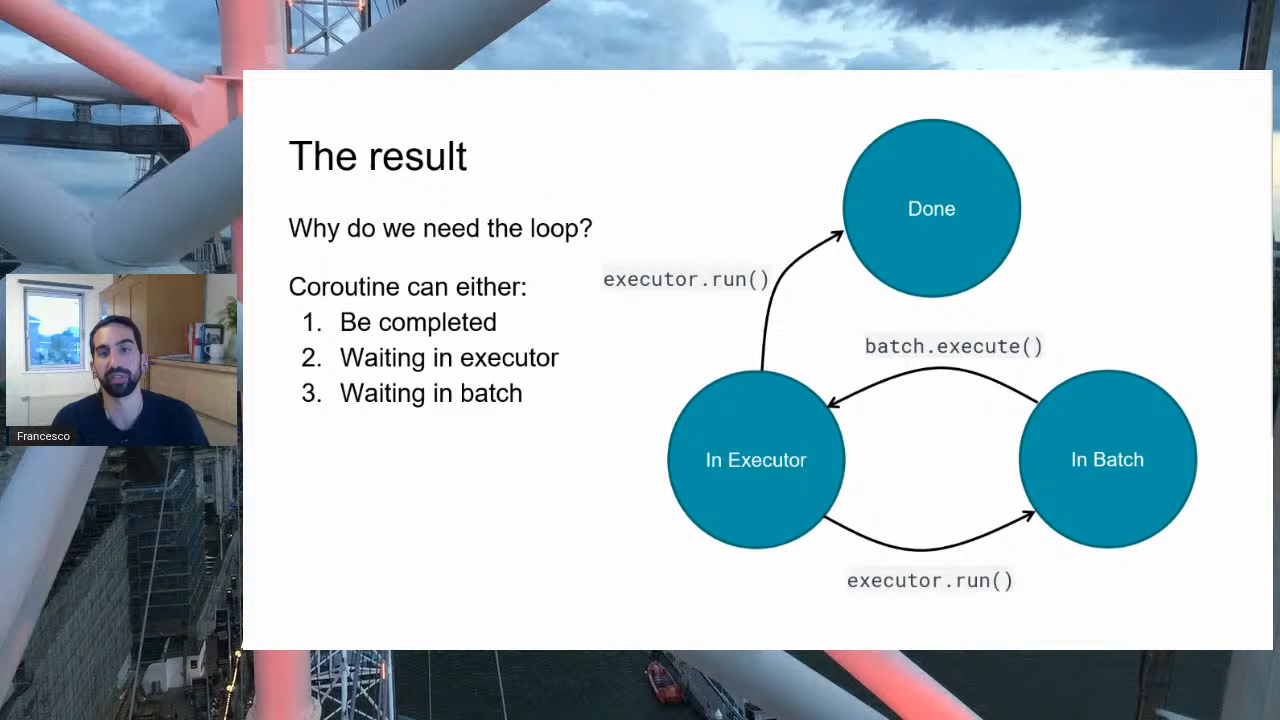 The result
Why do we need the loop?
Coroutine can either:
1. Be completed
2. Waiting in executor
3. Waiting in batch
Done
executor.run()
batch.execute()
In Executor
In Batch
executor.run()
Francesco